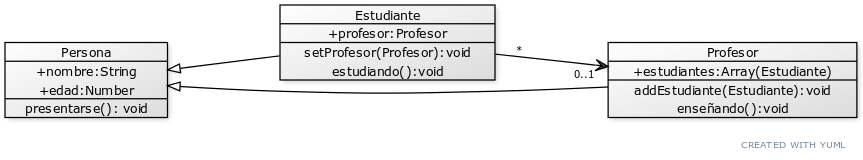 Persona
+nombre:String
+edad:Number
presentarse(): void
Estudiante
+profesor:Profesor
setProfesor(Profesor):void
estudiando():void
*
0..1
Profesor
+estudiantes:Array(Estudiante)
addEstudiante(Estudiante):void
enseñando():void
CREATED WITH YUML